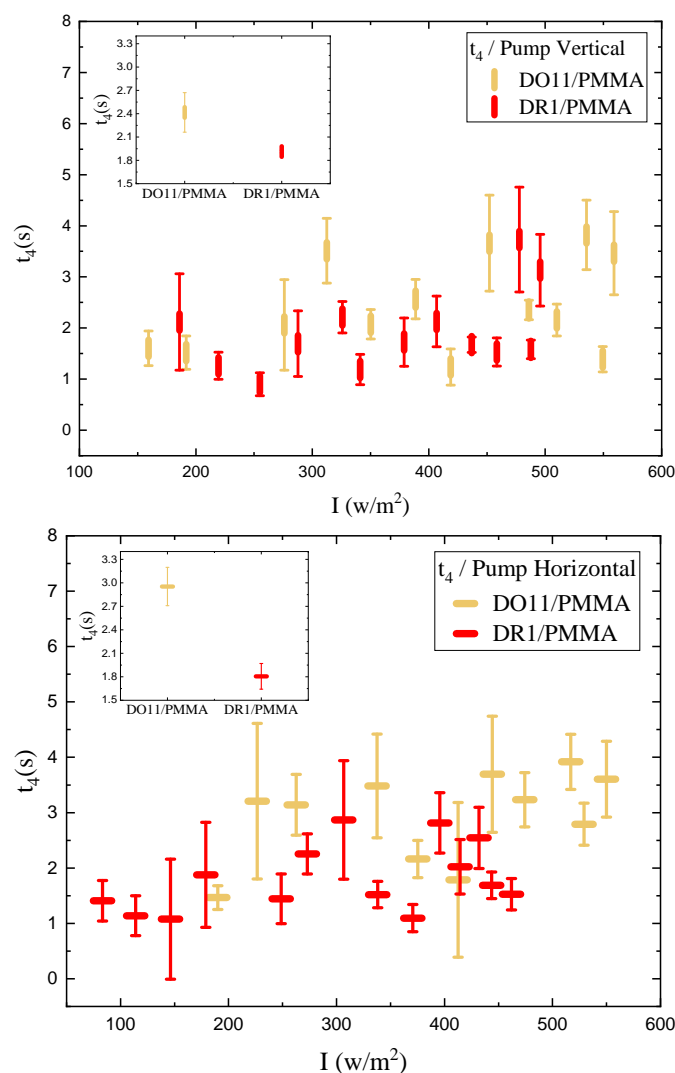 t₄ / Pump Vertical
DO11/PMMA
DR1/PMMA
8
7
6
5
4
3
2
1
0
t₄(s)
3.3
3.0
2.7
2.4
2.1
1.8
1.5
t₄(s)
DO11/PMMA DR1/PMMA
100 200 300 400 500 600
I (w/m²)
t₄ / Pump Horizontal
DO11/PMMA
DR1/PMMA
8
7
6
5
4
3
2
1
0
t₄(s)
3.3
3.0
2.7
2.4
2.1
1.8
1.5
t₄(s)
DO11/PMMA DR1/PMMA
100 200 300 400 500 600
I (w/m²)